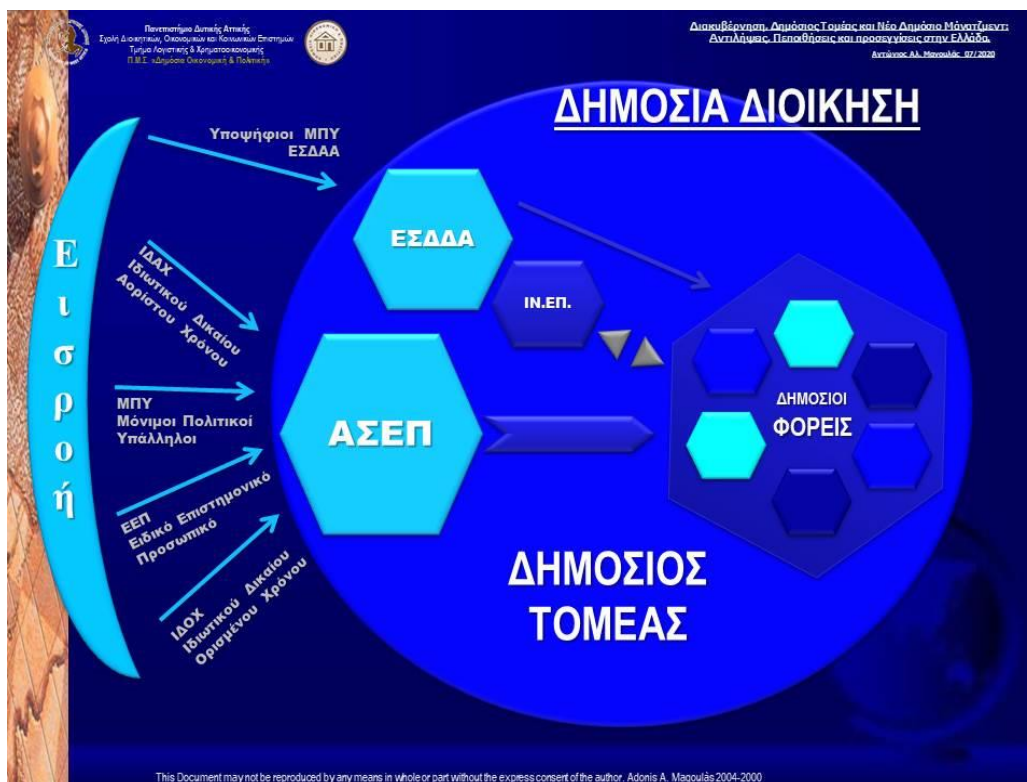 Πανεπιστήμιο Δυτικής Αττικής
Σχολή Διοικητικών, Οικονομικών και Κοινωνικών Επιστημών
Τμήμα Λογιστικής & Χρηματοοικονομικής
Π.Μ.Σ. «Δημόσια Οικονομική & Πολιτική»
Διακυβέρνηση, Δημόσιος Τομέας και Νέο Δημόσιο Μάνατζμεντ:
Αντιλήψεις, Πεποιθήσεις και προσεγγίσεις στην Ελλάδα.
Αντώνιος Αλ. Μαγουλάς 07/2020
ΔΗΜΟΣΙΑ ΔΙΟΙΚΗΣΗ
Εισροή
Υποψήφιοι ΜΠΥ
ΕΣΔΑΑ
ΙΔΑΧ
Ιδιωτικού Δικαίου
Αορίστου Χρόνου
ΜΠΥ
Μόνιμοι Πολιτικοί
Υπάλληλοι
ΕΕΠ
Ειδικό Επιστημονικό
Προσωπικό
ΙΔΟΧ
Ιδιωτικού Δικαίου
Ορισμένου Χρόνου
ΕΣΔΔΑ
ΙΝ.ΕΠ.
ΑΣΕΠ
ΔΗΜΟΣΙΟΙ
ΦΟΡΕΙΣ
ΔΗΜΟΣΙΟΣ
ΤΟΜΕΑΣ
This Document may not be reproduced by any means in whole or part without the express consent of the author. Adonis A. Magoulas 2004-2000